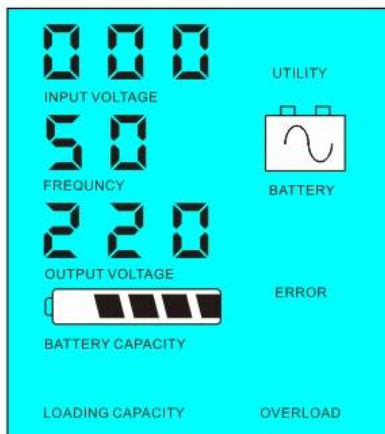 000
UTILITY
INPUT VOLTAGE
50
FREQUNCY
BATTERY
220
OUTPUT VOLTAGE
ERROR
BATTERY CAPACITY
LOADING CAPACITY
OVERLOAD